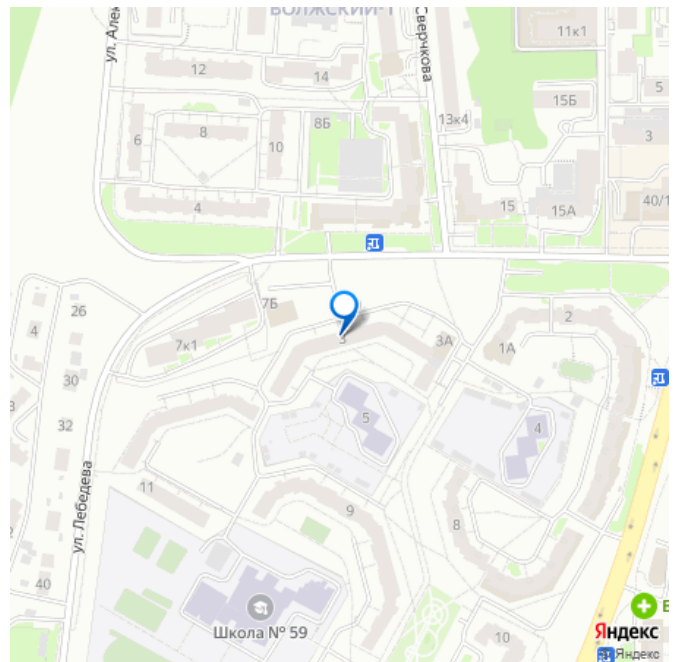 ВОЛЖСКИЙ-1
11к1
ул. Алек
Сверчкова
12
14
5
15Б
8Б
13к4
6
8
10
3
4
15
15А
40/1
26
7Б
4
2
7к1
3
3А
1А
30
32
5
4
ул. Лебедева
11
9
8
40
Школа № 59
10
В
Яндекс
Яндекс